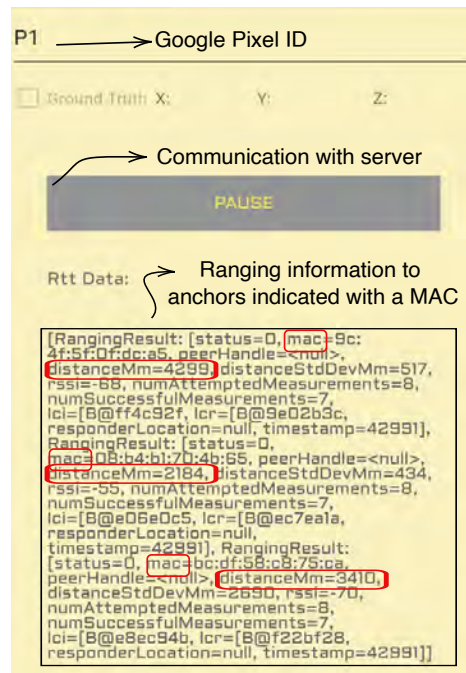 P1 Google Pixel ID
Ground Truth X: Y: Z:
Communication with server
PAUSE
Rtt Data: Ranging information to
anchors indicated with a MAC
[RangingResult: [status=0, mac=9c:
4f:5f:0f:dc:a5, peerHandle=<null>,
distanceMm=4299, distanceStdDevMm=517,
rssi=-68, numAttemptedMeasurements=8,
numSuccessfulMeasurements=7,
lci=[B@ff4c92f, lcr=[B@9e02b3c,
responderLocation=null, timestamp=42991],
RangingResult: [status=0,
mac=08:b4:b1:70:4b:65, peerHandle=<null>,
distanceMm=2184, distanceStdDevMm=434,
rssi=-55, numAttemptedMeasurements=8,
numSuccessfulMeasurements=7,
lci=[B@e06e0c5, lcr=[B@ec7ea1a,
responderLocation=null,
timestamp=42991], RangingResult:
[status=0, mac=bc:df:58:c8:75:ca,
peerHandle=<null>, distanceMm=3410,
distanceStdDevMm=2690, rssi=-70,
numAttemptedMeasurements=8,
numSuccessfulMeasurements=7,
lci=[B@e8ec94b, lcr=[B@f22bf28,
responderLocation=null, timestamp=42991]]